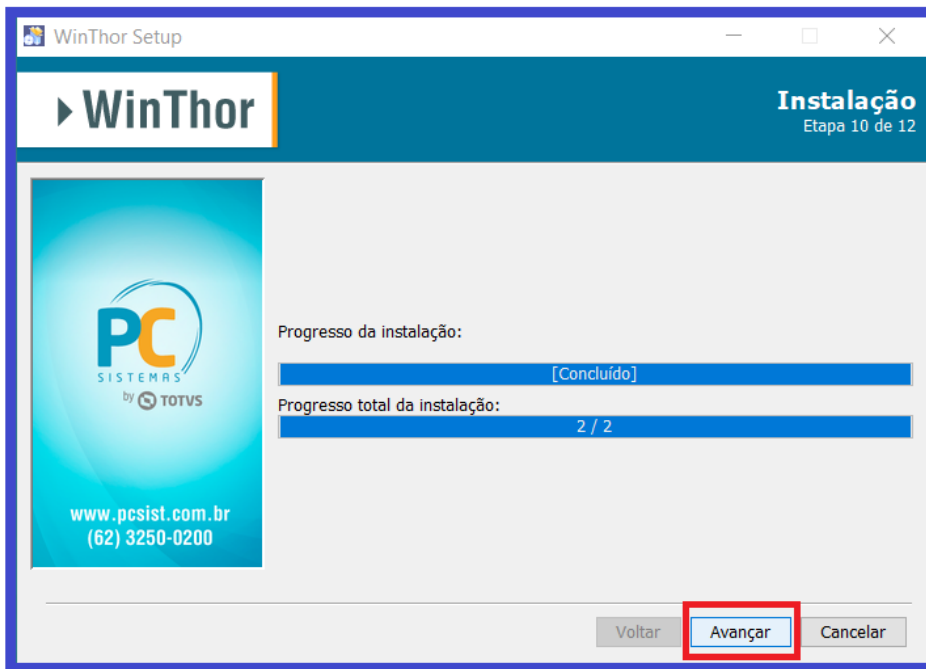 WinThor Setup
WinThor
Instalação
Etapa 10 de 12
PC
SISTEMAS
by TOTVS
www.pcsist.com.br
(62) 3250-0200
Progresso da instalação:
[Concluído]
Progresso total da instalação:
2 / 2
Voltar
Avançar
Cancelar